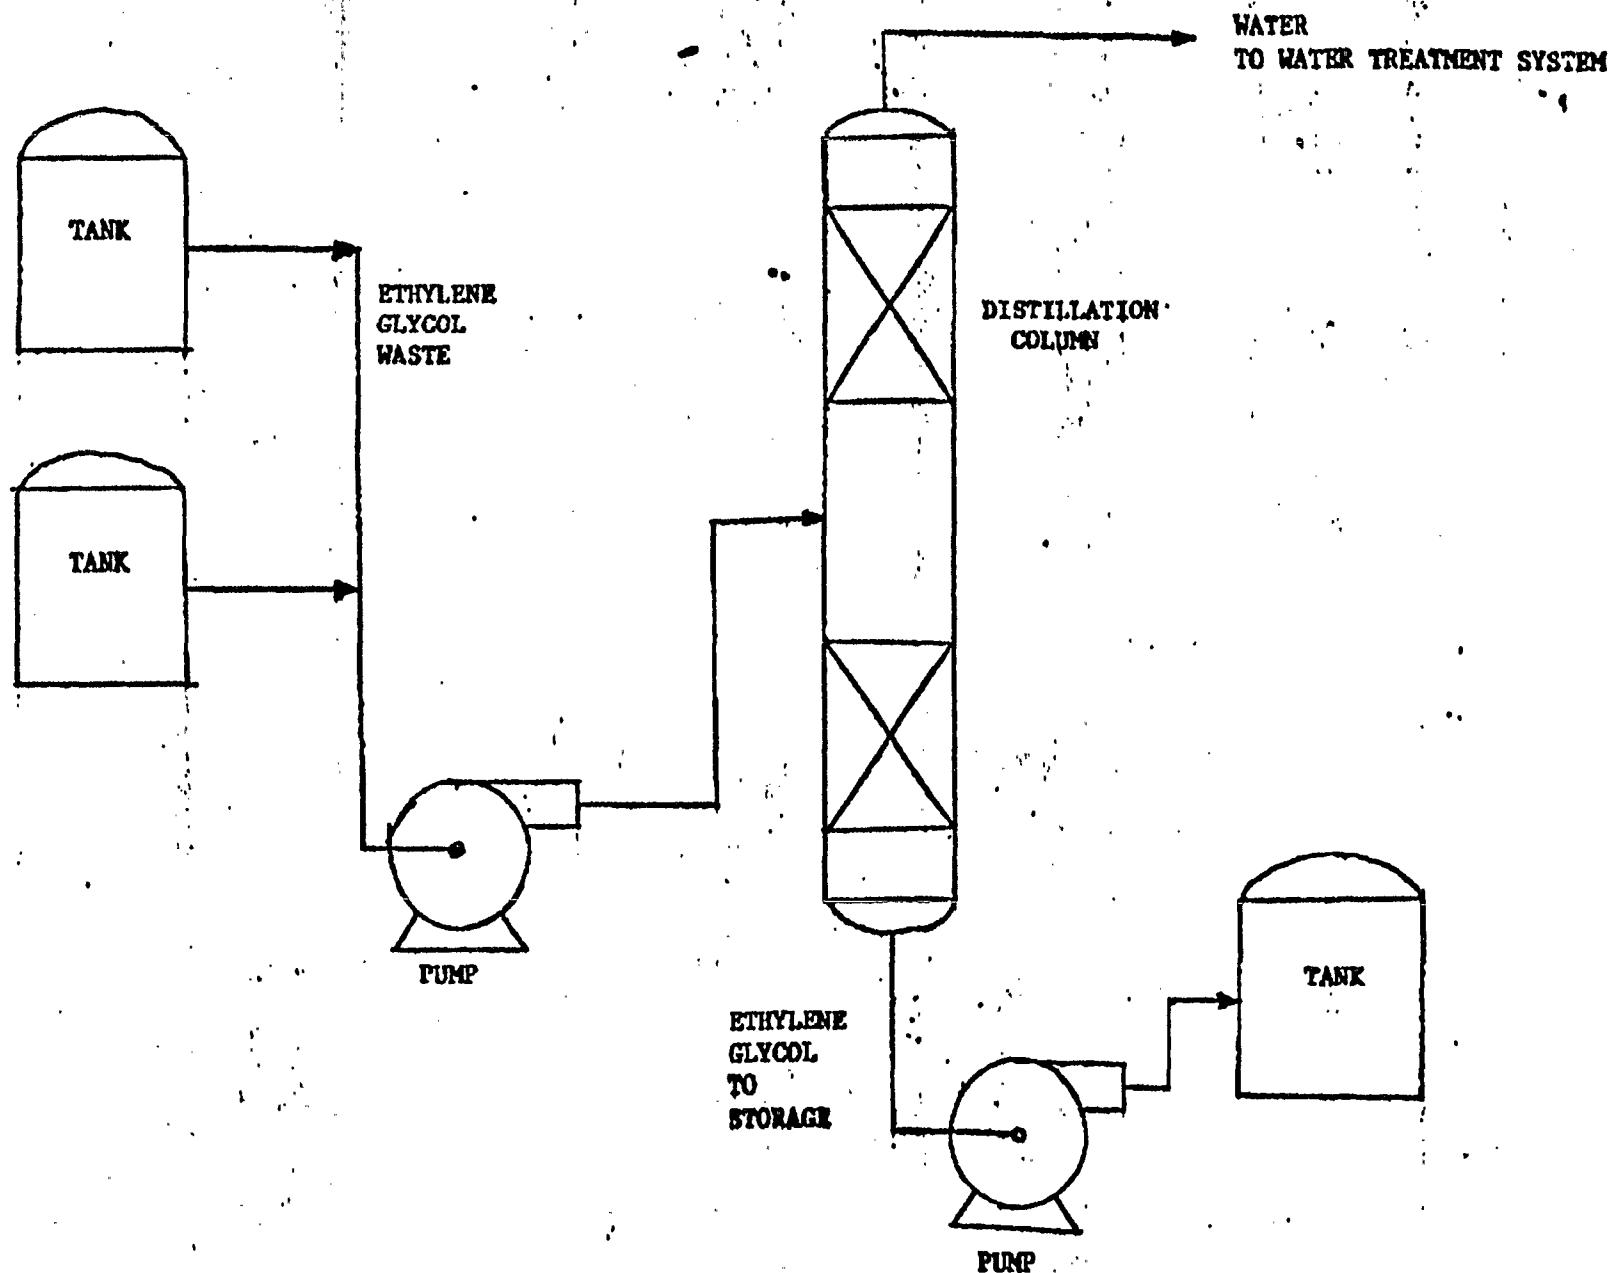 WATER
TO WATER TREATMENT SYSTEM
TANK
ETHYLENE
GLYCOL
WASTE
DISTILLATION
COLUMN
TANK
PUMP
TANK
ETHYLENE
GLYCOL
TO
STORAGE
PUMP